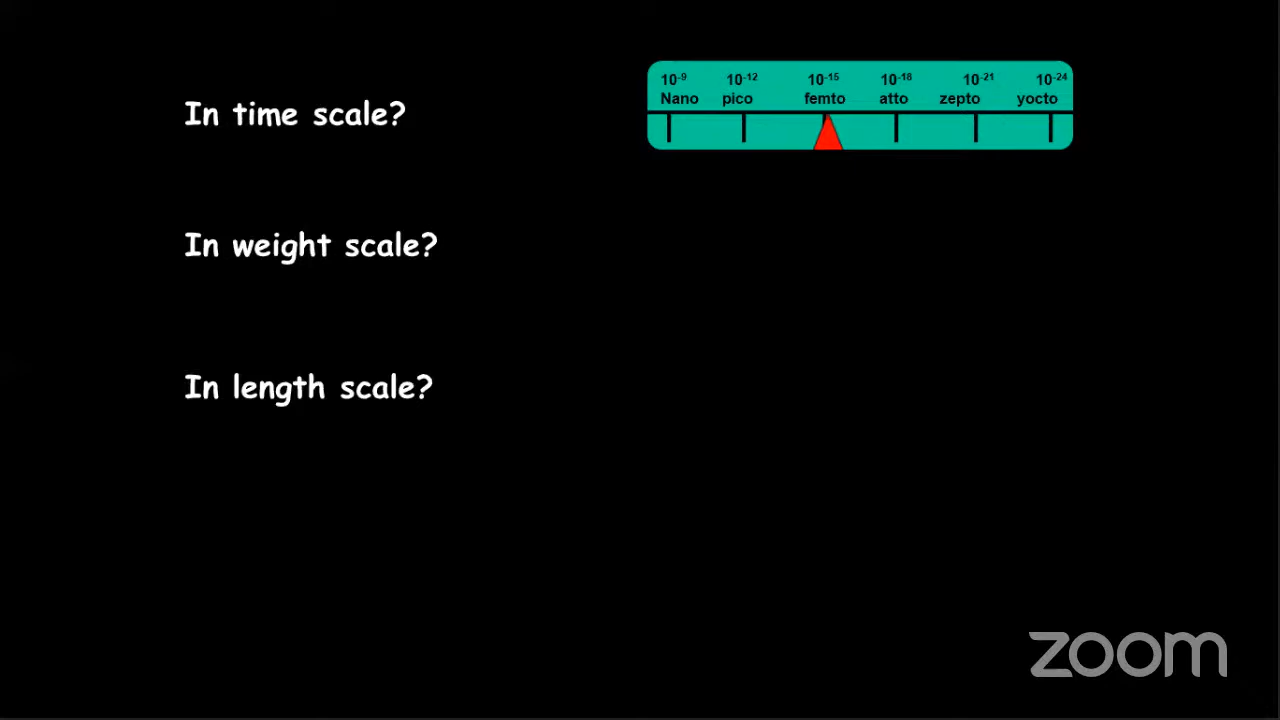 In time scale?
10⁻⁹ 10⁻¹² 10⁻¹⁵ 10⁻¹⁸ 10⁻²¹ 10⁻²⁴
Nano pico femto atto zepto yocto
In weight scale?
In length scale?
zoom